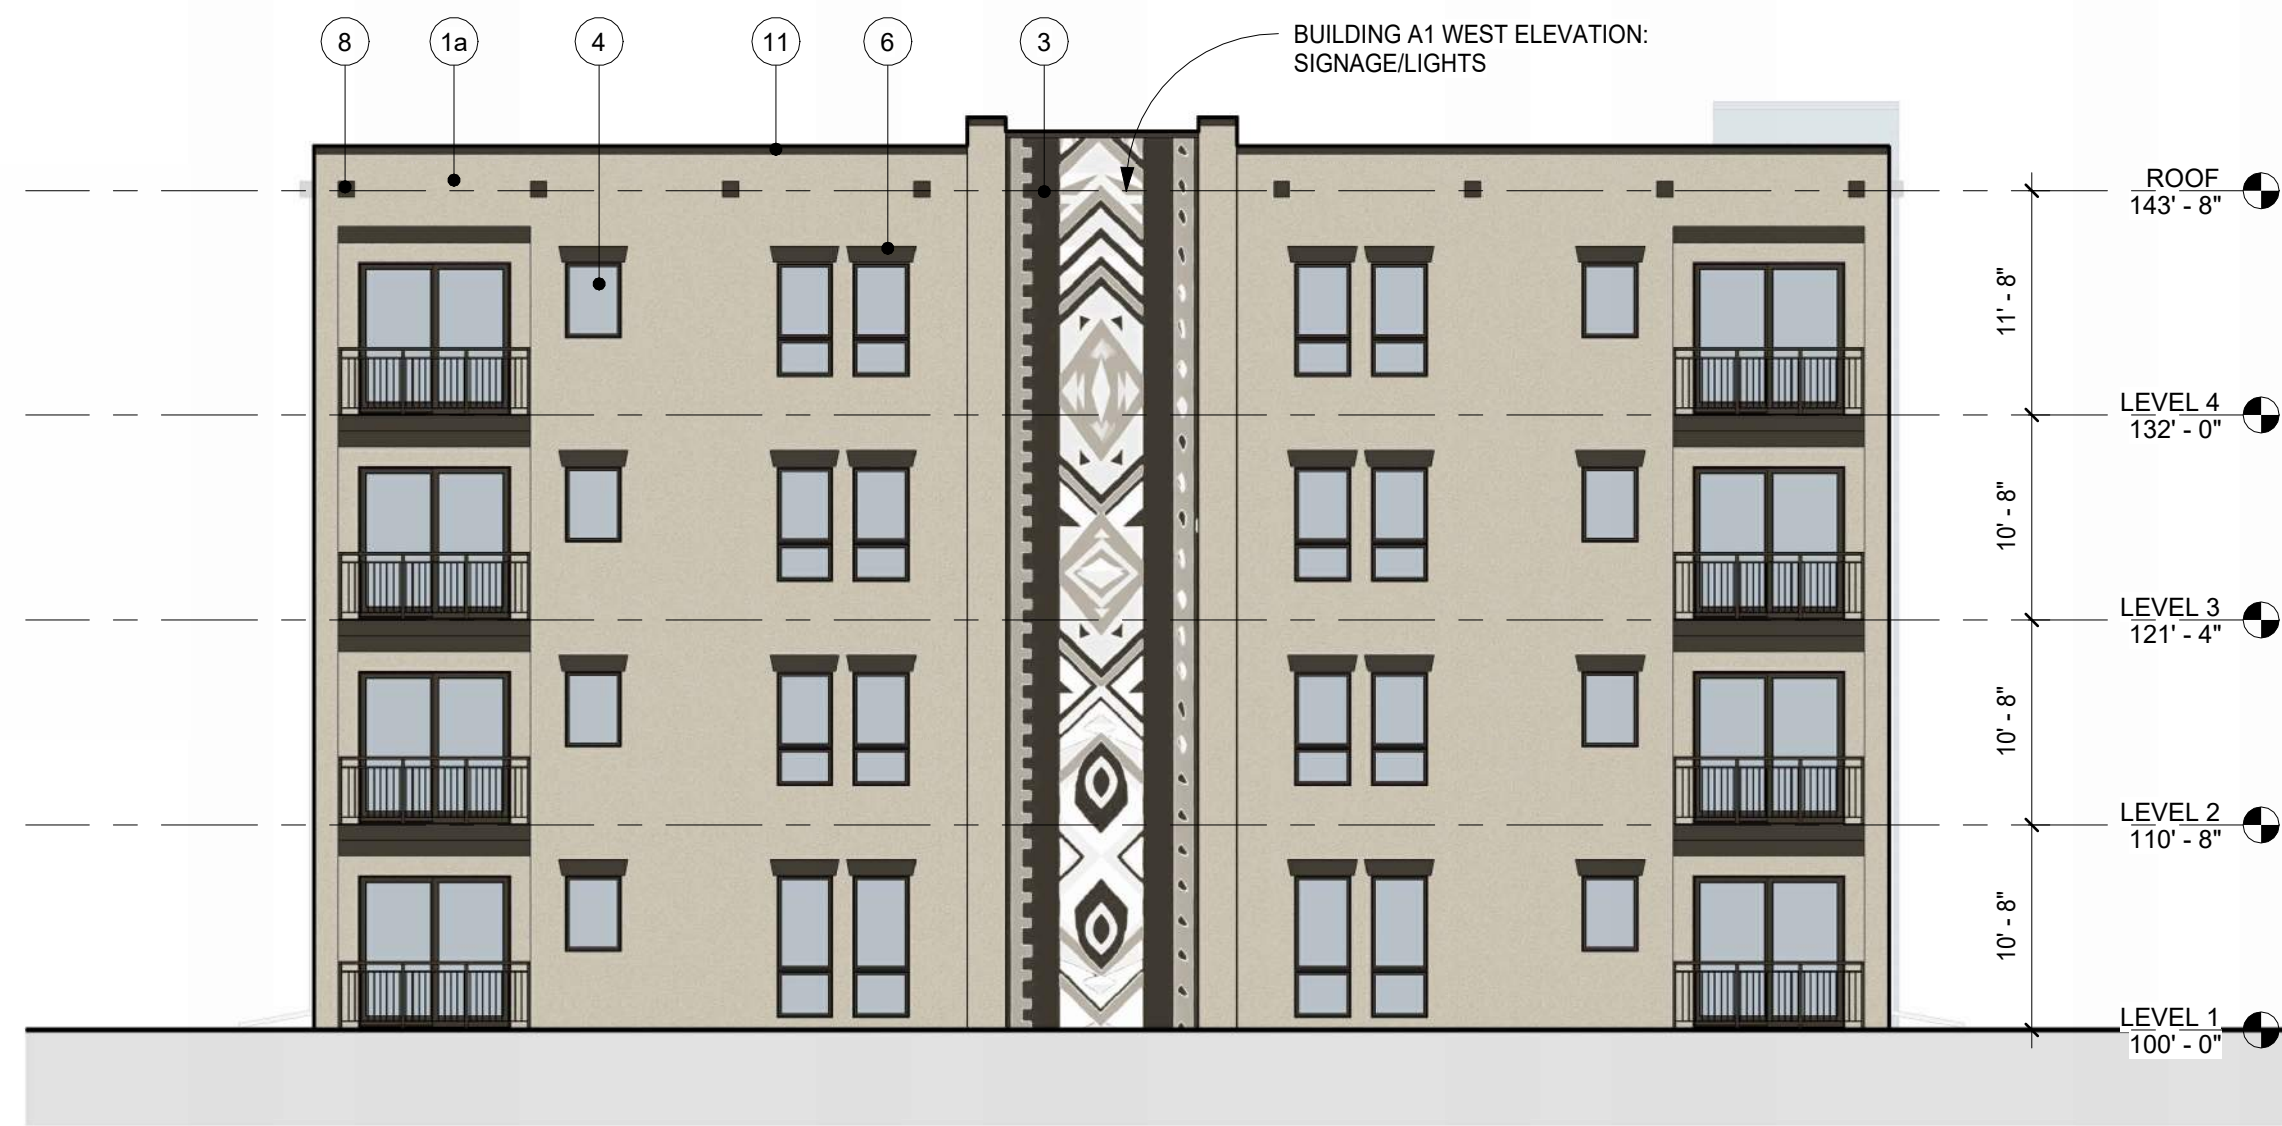 8
1a
4
11
6
3
BUILDING A1 WEST ELEVATION:
SIGNAGE/LIGHTS
ROOF
143' - 8"
11' - 8"
LEVEL 4
132' - 0"
10' - 8"
LEVEL 3
121' - 4"
10' - 8"
LEVEL 2
110' - 8"
10' - 8"
LEVEL 1
100' - 0"